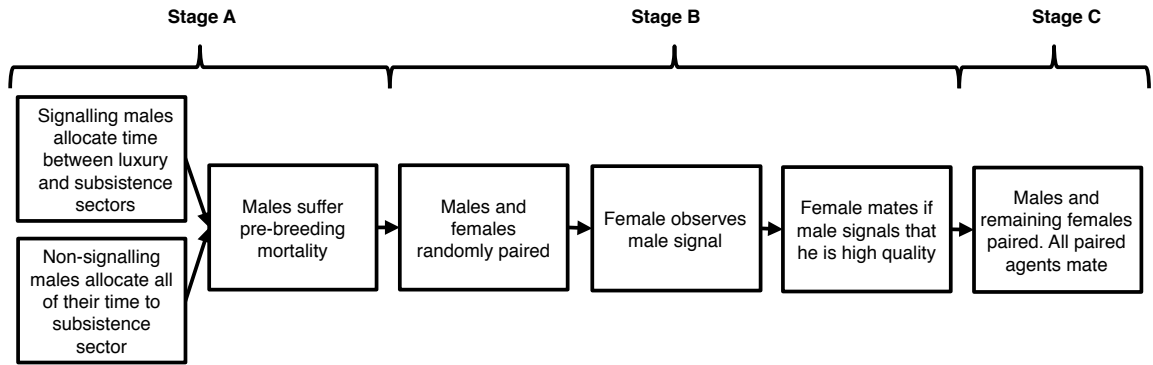 Stage A
Stage B
Stage C
Signalling males
allocate time
between luxury
and subsistence
sectors
Non-signalling
males allocate all
of their time to
subsistence
sector
Males suffer
pre-breeding
mortality
Males and
females
randomly paired
Female observes
male signal
Female mates if
male signals that
he is high quality
Males and
remaining females
paired. All paired
agents mate